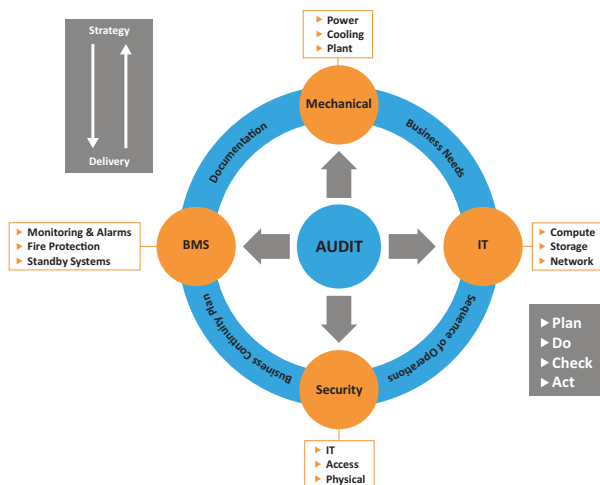 Strategy
Delivery
Power
Cooling
Plant
Mechanical
Documentation
Business Needs
Monitoring & Alarms
Fire Protection
Standby Systems
BMS
AUDIT
IT
Compute
Storage
Network
Business Continuity Plan
Sequence of Operations
Plan
Do
Check
Act
Security
IT
Access
Physical